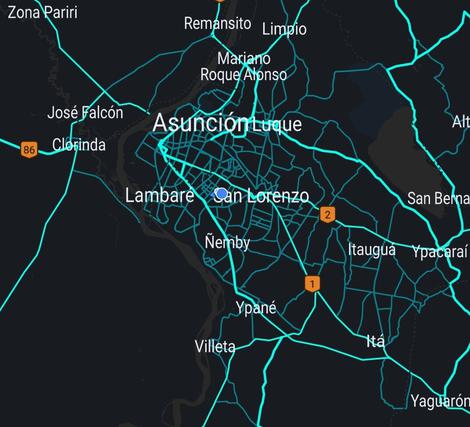 Zona Pariri
Remansito
Limpio
Mariano
Roque Alonso
José Falcón
Asunción
Luque
Alt
86
Clorinda
Lambaré
San Lorenzo
San Berna
2
Ñemby
Itauguá
Ypacaraí
1
Ypané
Villeta
Itá
Yaguarón